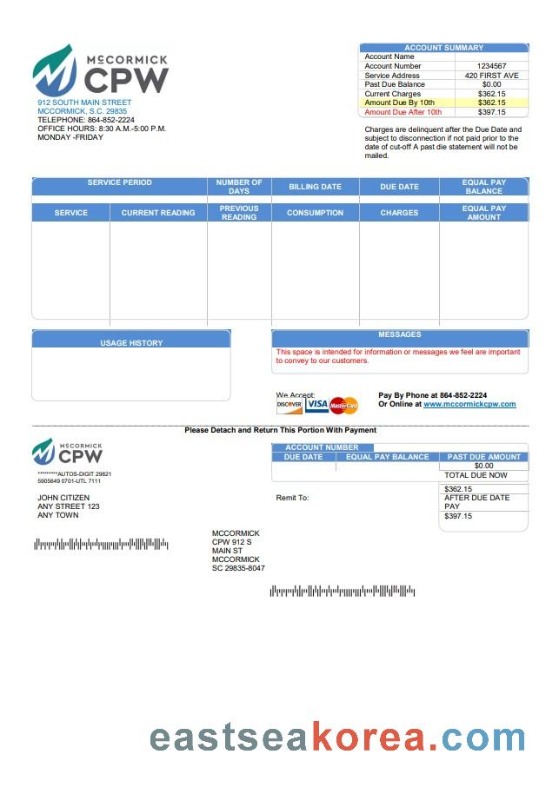 McCORMICK
CPW
912 SOUTH MAIN STREET
MCCORMICK, S.C. 29835
TELEPHONE: 864-852-2224
OFFICE HOURS: 8:30 A.M.-5:00 P.M.
MONDAY -FRIDAY
ACCOUNT SUMMARY
Account Name
Account Number 1234567
Service Address 420 FIRST AVE
Past Due Balance $0.00
Current Charges $362.15
Amount Due By 10th $362.15
Amount Due After 10th $397.15
Charges are delinquent after the Due Date and
subject to disconnection if not paid prior to the
date of cut-off A past die statement will not be
mailed.
SERVICE PERIOD NUMBER OF DAYS BILLING DATE DUE DATE EQUAL PAY BALANCE
SERVICE CURRENT READING PREVIOUS READING CONSUMPTION CHARGES EQUAL PAY AMOUNT
USAGE HISTORY
MESSAGES
This space is intended for information or messages we feel are important
to convey to our customers.
We Accept:
DISCOVER VISA MasterCard
Pay By Phone at 864-852-2224
Or Online at www.mccormickcpw.com
Please Detach and Return This Portion With Payment
McCORMICK
CPW
********AUTOS-DIGIT 29821
5905649 0701-UTL 7111
JOHN CITIZEN
ANY STREET 123
ANY TOWN
ACCOUNT NUMBER
DUE DATE EQUAL PAY BALANCE PAST DUE AMOUNT
$0.00
TOTAL DUE NOW
$362.15
AFTER DUE DATE
PAY
$397.15
Remit To:
MCCORMICK
CPW 912 S
MAIN ST
MCCORMICK
SC 29835-8047
eastseakorea.com